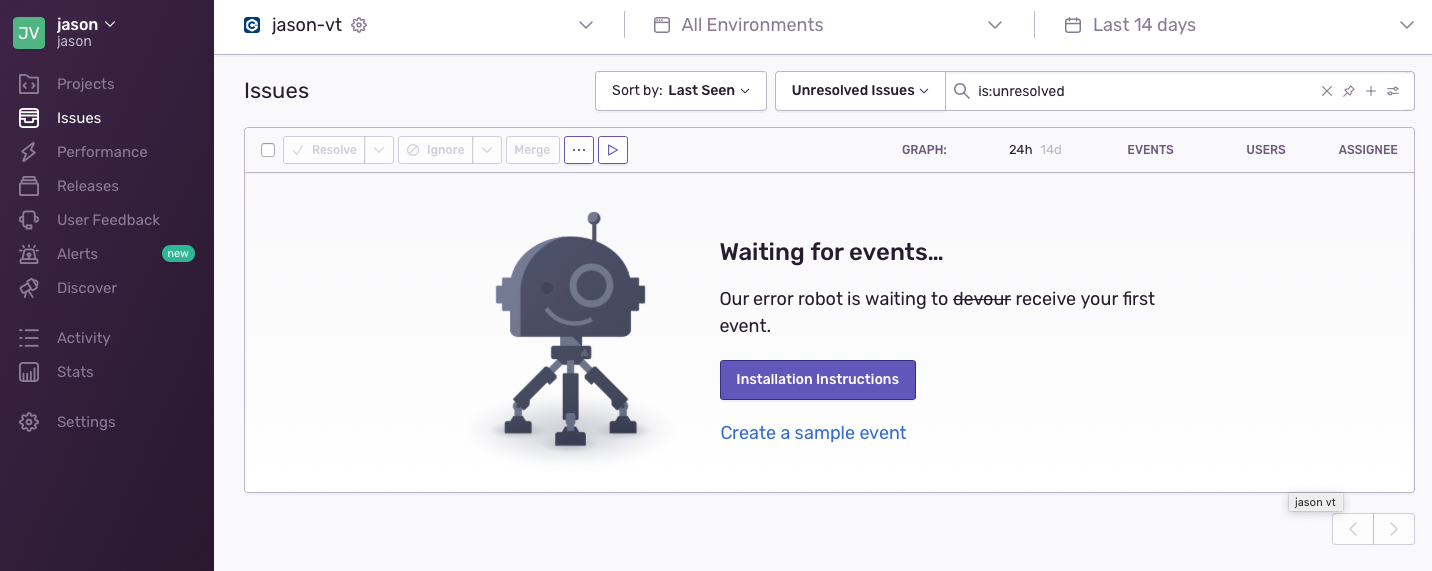 JV
jason
jason
Projects
Issues
Performance
Releases
User Feedback
Alerts new
Discover
Activity
Stats
Settings
jason-vt All Environments Last 14 days
Issues Sort by: Last Seen Unresolved Issues is:unresolved
Resolve Ignore Merge GRAPH: 24h 14d EVENTS USERS ASSIGNEE
Waiting for events…
Our error robot is waiting to devour receive your first
event.
Installation Instructions
Create a sample event
jason vt